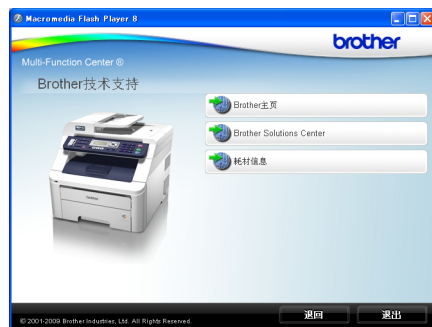 Macromedia Flash Player 8
brother
Multi-Function Center ®
Brother技术支持
Brother主页
Brother Solutions Center
耗材信息
© 2001-2009 Brother Industries, Ltd. All Rights Reserved.
退回
退出